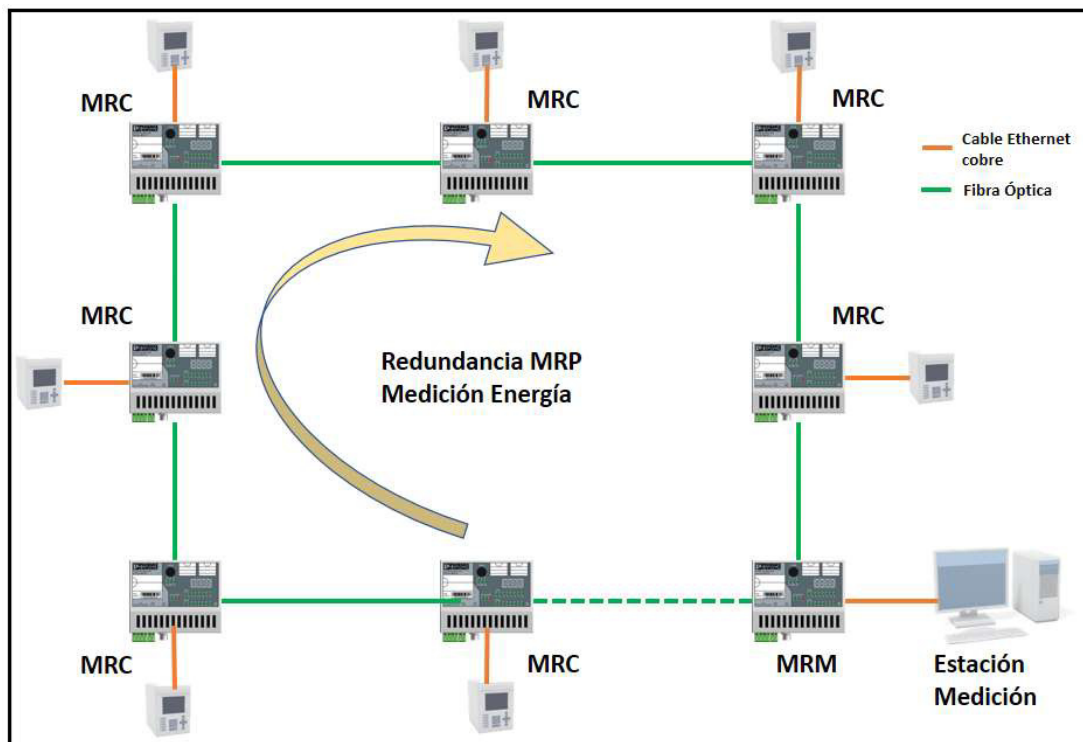 MRC
MRC
MRC
Cable Ethernet
cobre
Fibra Óptica
MRC
MRC
Redundancia MRP
Medición Energía
MRC
MRC
MRM
Estación
Medición